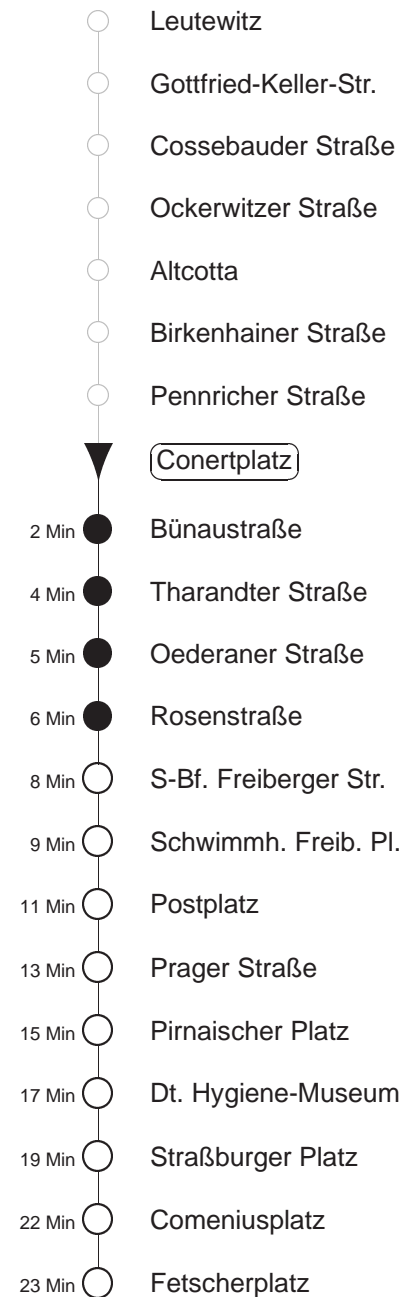 Leutewitz
Gottfried-Keller-Str.
Cossebauder Straße
Ockerwitzer Straße
Altcotta
Birkenhainer Straße
Pennricher Straße
Conertplatz
2 Min Bünaustraße
4 Min Tharandter Straße
5 Min Oederaner Straße
6 Min Rosenstraße
8 Min S-Bf. Freiberger Str.
9 Min Schwimmh. Freib. Pl.
11 Min Postplatz
13 Min Prager Straße
15 Min Pirnaischer Platz
17 Min Dt. Hygiene-Museum
19 Min Straßburger Platz
22 Min Comeniusplatz
23 Min Fetscherplatz